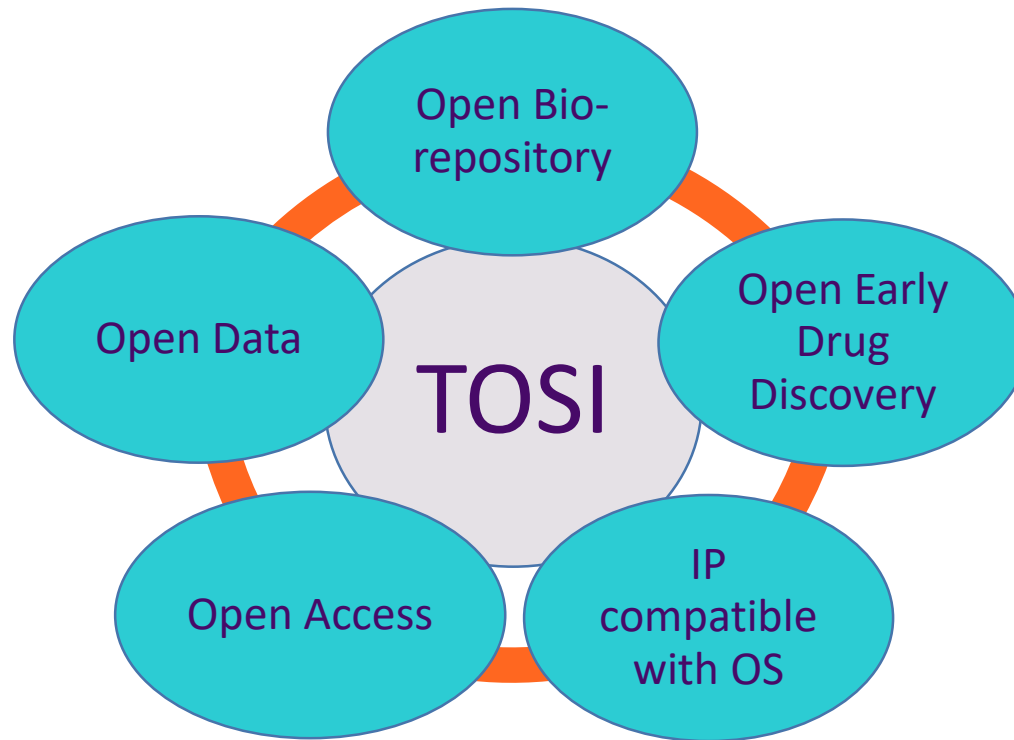 Open Bio-
repository
Open Early
Drug
Discovery
Open Data
TOSI
Open Access
IP
compatible
with OS